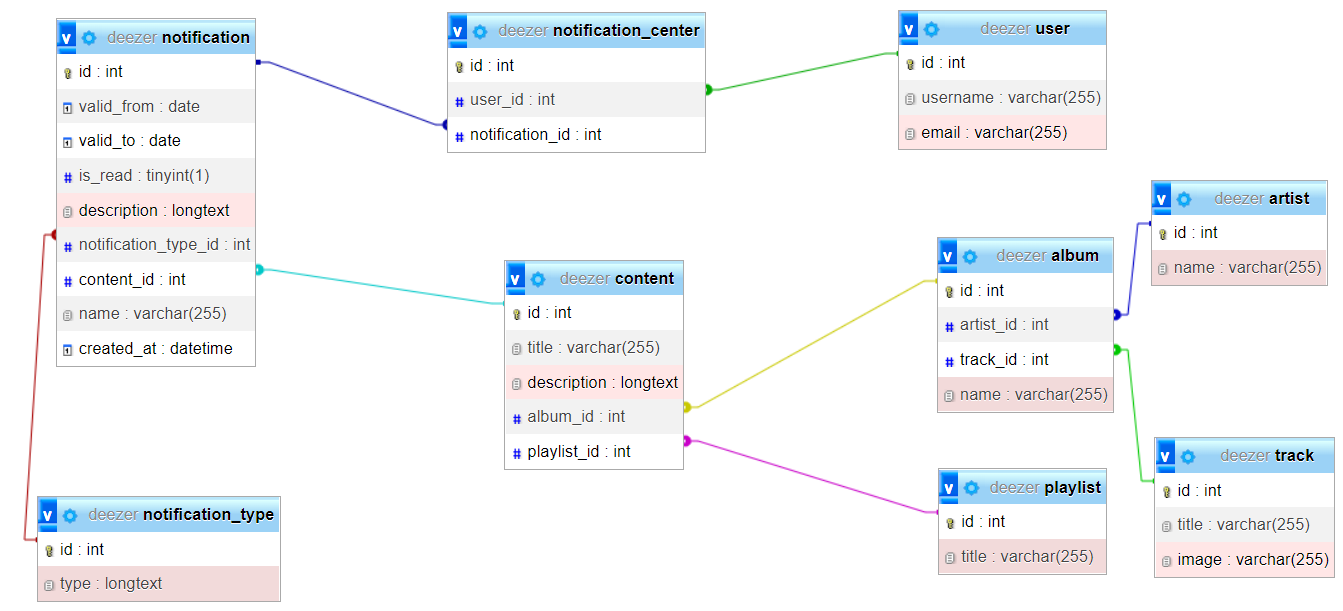 deezer notification
id : int
valid_from : date
valid_to : date
is_read : tinyint(1)
description : longtext
notification_type_id : int
content_id : int
name : varchar(255)
created_at : datetime
deezer notification_center
id : int
user_id : int
notification_id : int
deezer user
id : int
username : varchar(255)
email : varchar(255)
deezer artist
id : int
name : varchar(255)
deezer album
id : int
artist_id : int
track_id : int
name : varchar(255)
deezer content
id : int
title : varchar(255)
description : longtext
album_id : int
playlist_id : int
deezer track
id : int
title : varchar(255)
image : varchar(255)
deezer playlist
id : int
title : varchar(255)
deezer notification_type
id : int
type : longtext